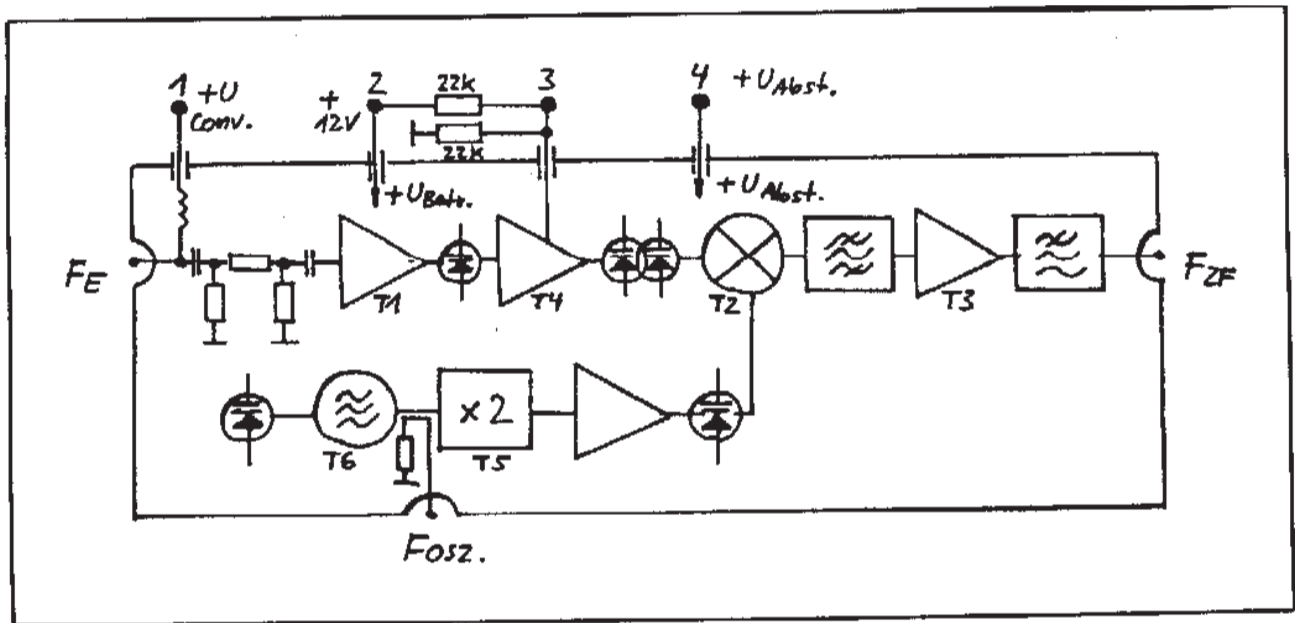 1 +U
Conv.
+
12V
2
22K
3
4 +UAbst.
22K
+UBatr.
+UAbst.
FE
T1
T4
T2
T3
FZF
T6
x2
T5
FOSZ.